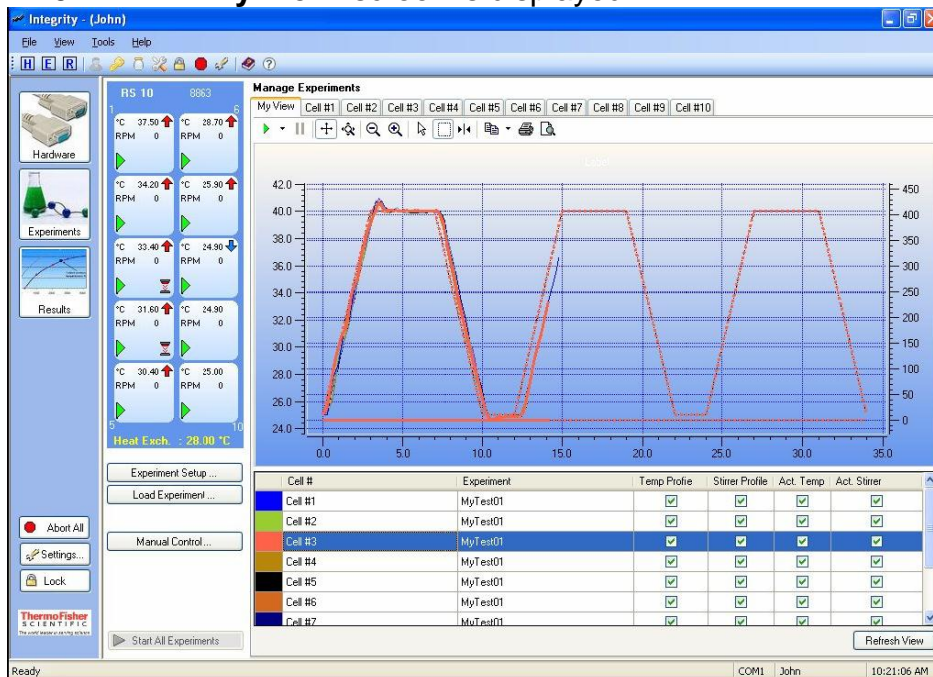 Integrity - (John)
File View Tools Help
H E R
Hardware
Experiments
Results
Abort All
Settings...
Lock
ThermoFisher
SCIENTIFIC
The world leader in serving science
RS 10 8863
1 6
°C 37.50 °C 28.70
RPM 0 RPM 0
°C 34.20 °C 25.90
RPM 0 RPM 0
°C 33.40 °C 24.90
RPM 0 RPM 0
°C 31.60 °C 24.90
RPM 0 RPM 0
°C 30.40 °C 25.00
RPM 0 RPM 0
5 10
Heat Exch. : 28.00 °C
Experiment Setup ...
Load Experiment ...
Manual Control...
Start All Experiments
Manage Experiments
My View Cell #1 Cell #2 Cell #3 Cell #4 Cell #5 Cell #6 Cell #7 Cell #8 Cell #9 Cell #10
42.0
40.0
38.0
36.0
34.0
32.0
30.0
28.0
26.0
24.0
450
400
350
300
250
200
150
100
50
0
0.0 5.0 10.0 15.0 20.0 25.0 30.0 35.0
Cell # Experiment Temp Profie Stirrer Profile Act. Temp Act. Stirrer
Cell #1 MyTest01
Cell #2 MyTest01
Cell #3 MyTest01
Cell #4 MyTest01
Cell #5 MyTest01
Cell #6 MyTest01
Cell #7 MyTest01
Refresh View
Ready COM1 John 10:21:06 AM